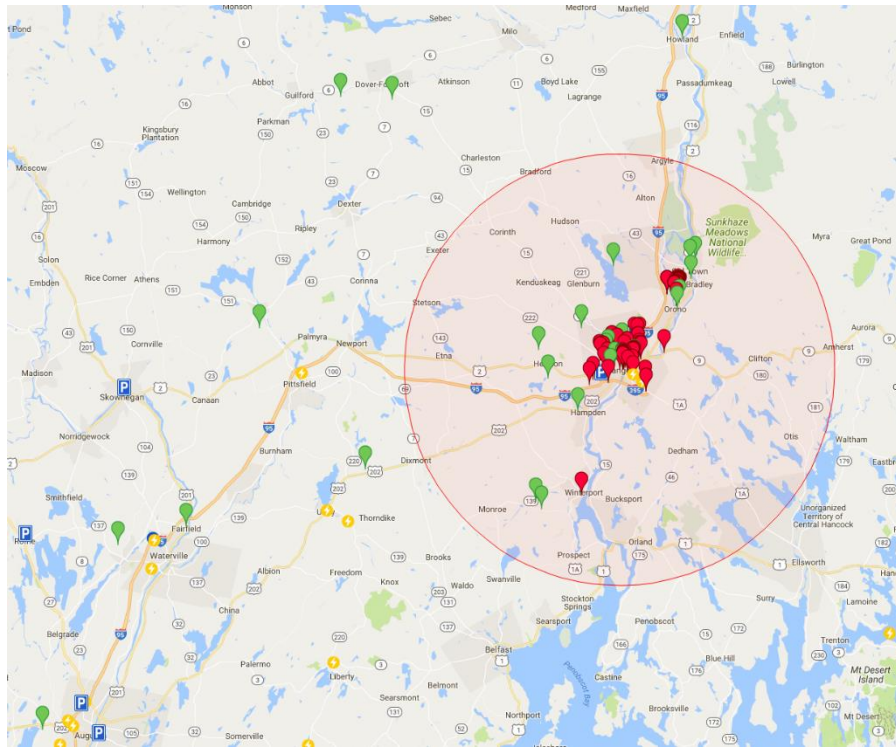 Monson
Sebec
Medford
Maxfield
Howland
Enfield
Burlington
Lowell
Milo
Abbot
Guilford
Atkinson
Boyd Lake
Passadumkeag
Lagrange
Parkman
Kingsbury
Plantation
Moscow
Wellington
Charleston
Bradford
Argyle
Alton
Cambridge
Dexter
Ripley
Harmony
Corinth
Hudson
Exeter
Sunkhaze
Meadows
National
Wildlife...
Myra
Great Pond
Solon
Embden
Rice Corner
Athens
Corinna
Kenduskeag
Glenburn
Bradley
Orono
Stetson
Cornville
Palmyra
Newport
Etna
Aurora
Amherst
Clifton
Madison
Skowhegan
Canaan
Pittsfield
Hampden
Norridgewock
Burnham
Dixmont
Dedham
Otis
Waltham
Smithfield
Fairfield
Thorndike
Monroe
Winterport
Bucksport
Unorganized
Territory of
Central Hancock
Waterville
Albion
Freedom
Brooks
Knox
Waldo
Swanville
Prospect
Orland
Ellsworth
China
Stockton
Springs
Searsport
Penobscot
Surry
Lamoine
Trenton
Belgrade
Palermo
Liberty
Belmont
Belfast
Searsmont
Penobscot Bay
Castine
Blue Hill
Brooksville
Northport
Somerville
Mt Desert
Island
Mt Desert